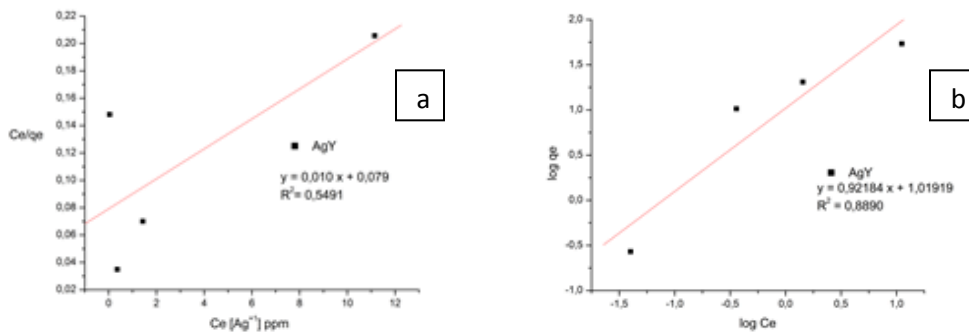 0,22
0,20
0,18
0,16
0,14
0,12
0,10
0,08
0,06
0,04
0,02
Ce/qe
0 2 4 6 8 10 12
Ce [Ag⁺¹] ppm
AgY
y = 0,010 x + 0,079
R² = 0,5491
a
2,0
1,5
1,0
0,5
0,0
-0,5
-1,0
log qe
-1,5 -1,0 -0,5 0,0 0,5 1,0
log Ce
AgY
y = 0,92184 x + 1,01919
R² = 0,8890
b